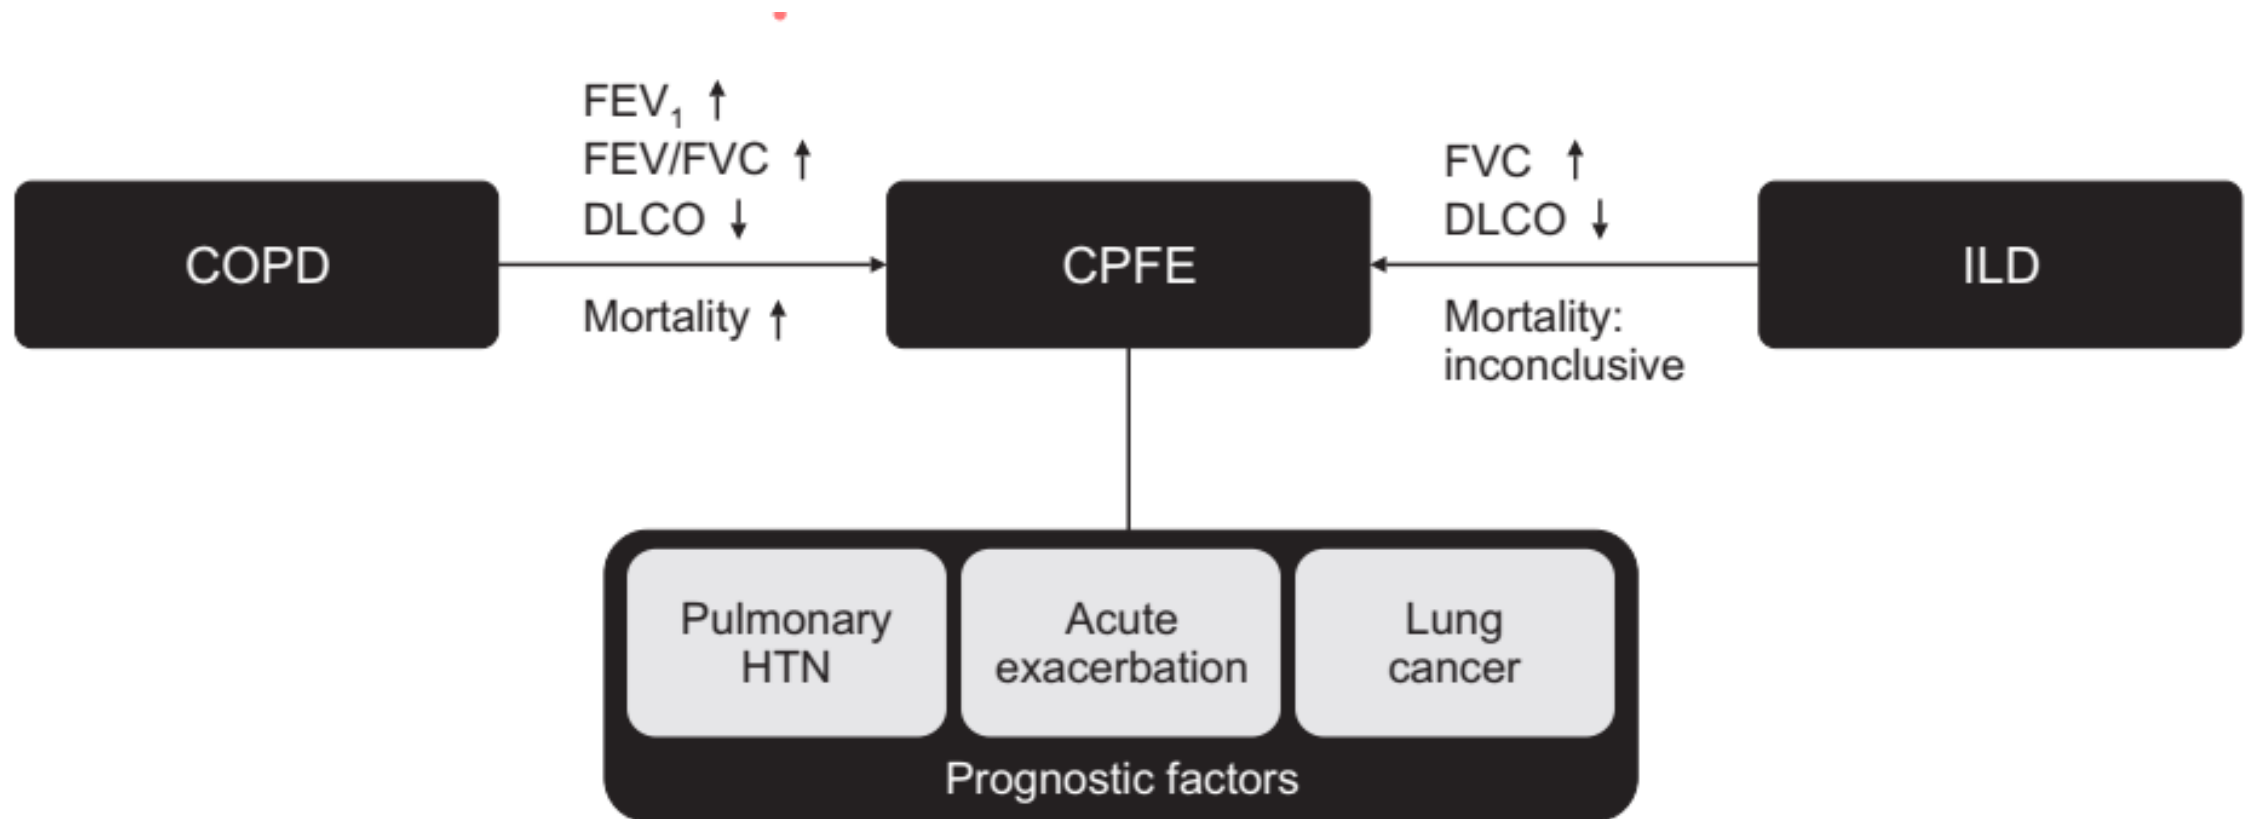 FEV₁ ↑
FEV/FVC ↑
DLCO ↓
Mortality ↑
FVC ↑
DLCO ↓
Mortality:
inconclusive
COPD
CPFE
ILD
Pulmonary
HTN
Acute
exacerbation
Lung
cancer
Prognostic factors